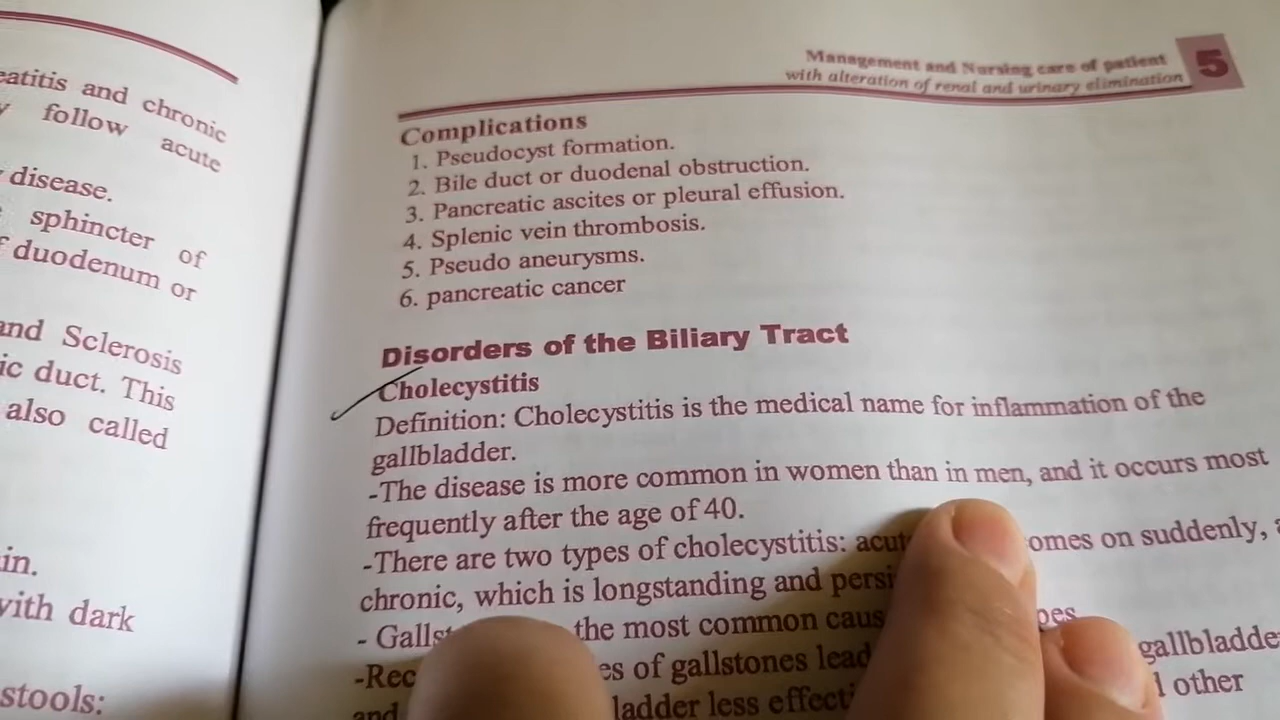 eatitis and chronic
follow acute
disease.
sphincter of
duodenum or
and Sclerosis
ic duct. This
also called
in.
with dark
stools:
Management and Nursing care of patient
with alteration of renal and urinary elimination
5
Complications
1. Pseudocyst formation.
2. Bile duct or duodenal obstruction.
3. Pancreatic ascites or pleural effusion.
4. Splenic vein thrombosis.
5. Pseudo aneurysms.
6. pancreatic cancer
Disorders of the Biliary Tract
Cholecystitis
Definition: Cholecystitis is the medical name for inflammation of the
gallbladder.
-The disease is more common in women than in men, and it occurs most
frequently after the age of 40.
-There are two types of cholecystitis: acut omes on suddenly,
chronic, which is longstanding and persi
- Gallst the most common caus pes
-Rec es of gallstones lead gallbladde
and ladder less effecti other